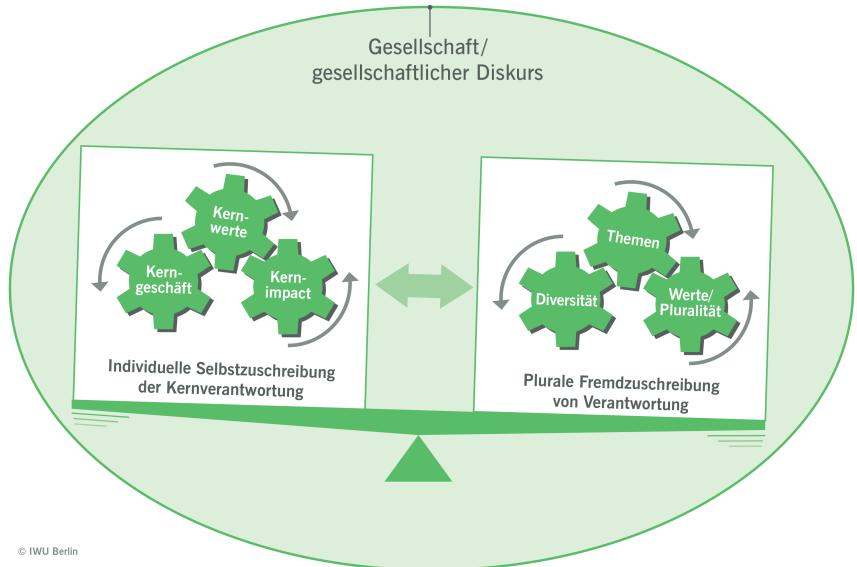 Gesellschaft/
gesellschaftlicher Diskurs
Kern-
werte
Kern-
geschäft
Kern-
impact
Individuelle Selbstzuschreibung
der Kernverantwortung
Themen
Diversität
Werte/
Pluralität
Plurale Fremdzuschreibung
von Verantwortung
© IWU Berlin